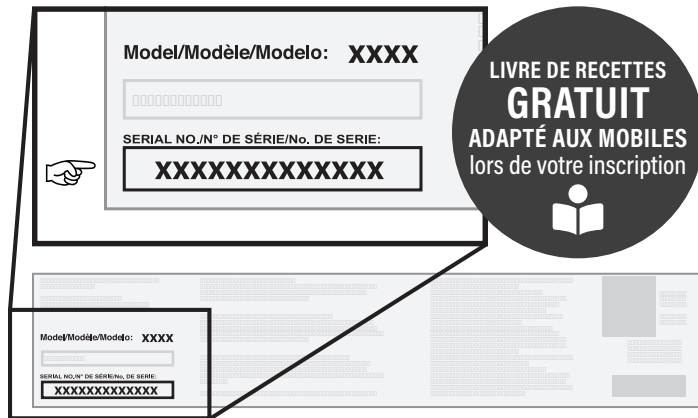 Model/Modèle/Modelo: XXXX
SERIAL NO./N° DE SÉRIE/No. DE SERIE:
XXXXXXXXXXXXX
LIVRE DE RECETTES
GRATUIT
ADAPTÉ AUX MOBILES
lors de votre inscription
Model/Modèle/Modelo: XXXX
SERIAL NO./N° DE SÉRIE/No. DE SERIE:
XXXXXXXXXXXXX